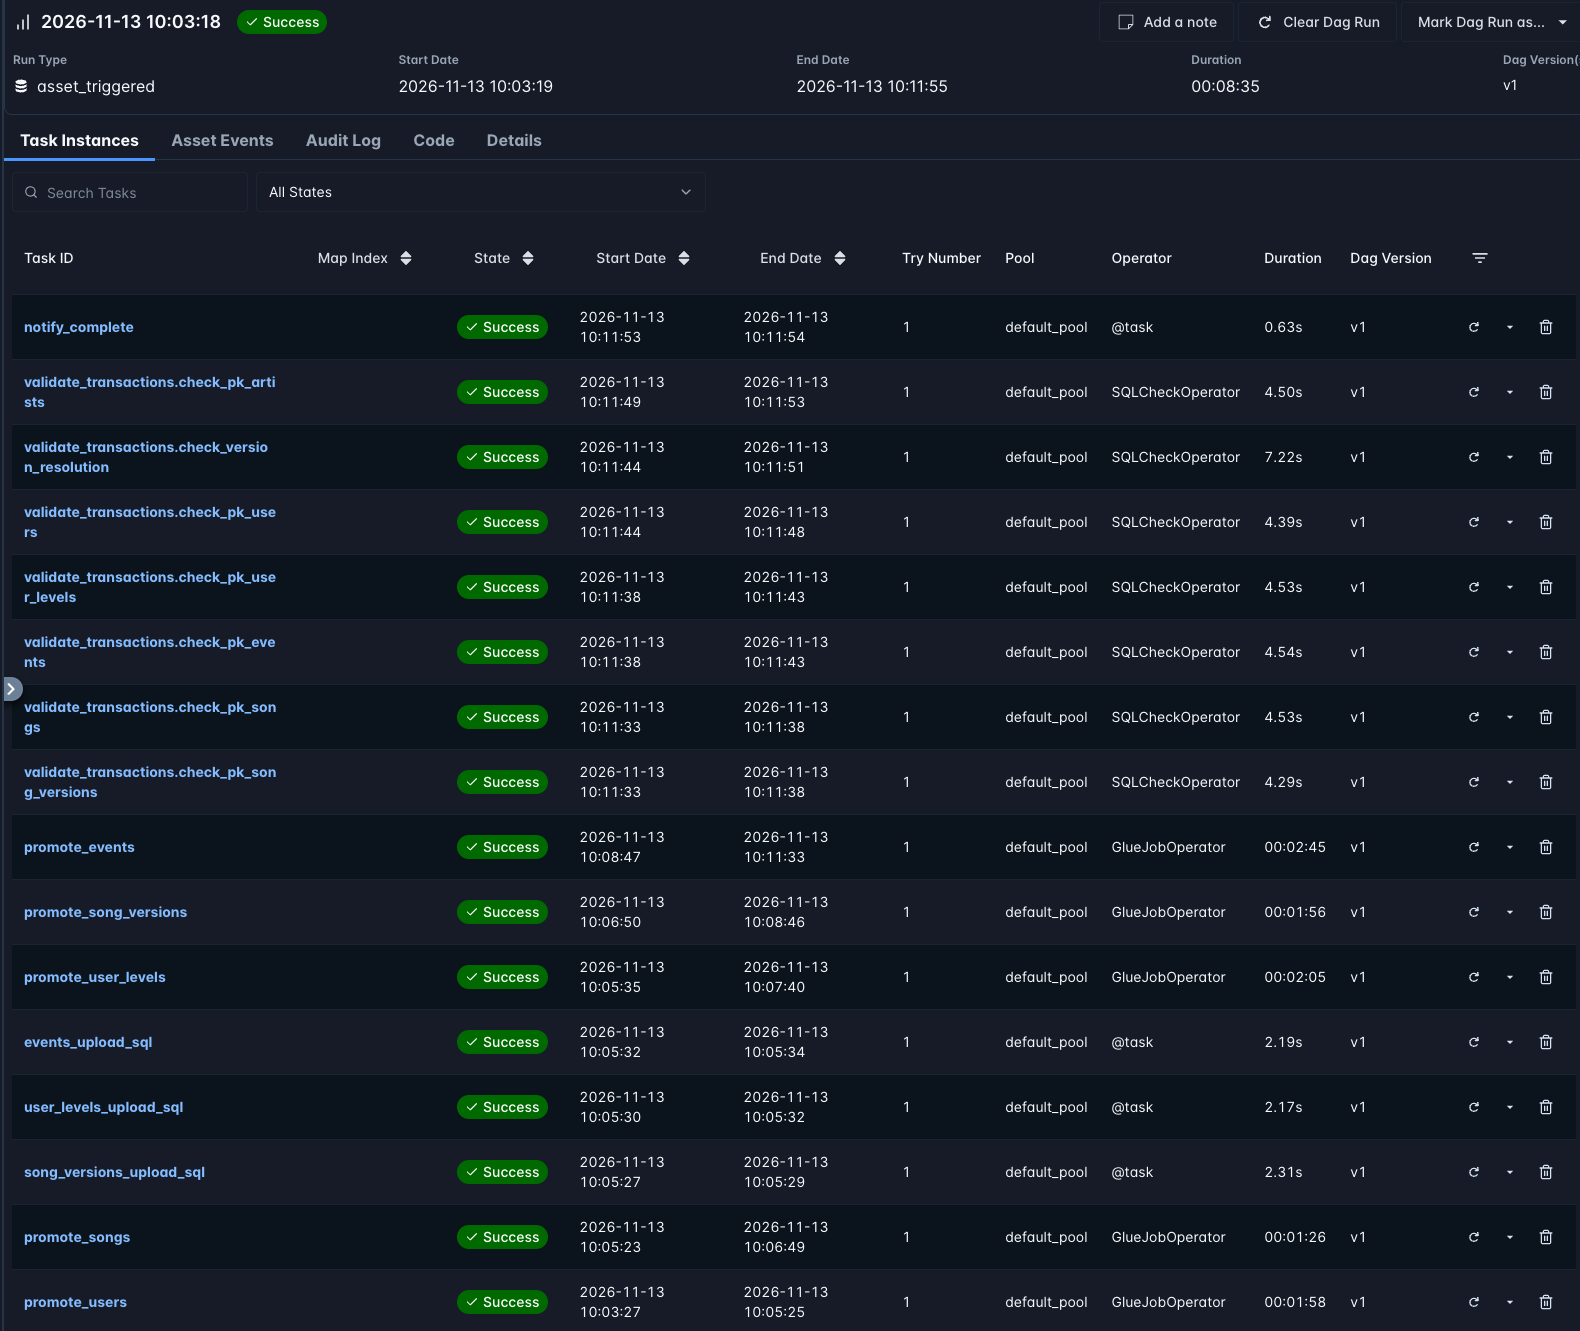 2026-11-13 10:03:18 Success Add a note Clear Dag Run Mark Dag Run as...
Run Type Start Date End Date Duration Dag Version(
asset_triggered 2026-11-13 10:03:19 2026-11-13 10:11:55 00:08:35 v1
Task Instances Asset Events Audit Log Code Details
Search Tasks All States
Task ID Map Index State Start Date End Date Try Number Pool Operator Duration Dag Version
notify_complete Success 2026-11-13 10:11:53 2026-11-13 10:11:54 1 default_pool @task 0.63s v1
validate_transactions.check_pk_arti
sts Success 2026-11-13 10:11:49 2026-11-13 10:11:53 1 default_pool SQLCheckOperator 4.50s v1
validate_transactions.check_versio
n_resolution Success 2026-11-13 10:11:44 2026-11-13 10:11:51 1 default_pool SQLCheckOperator 7.22s v1
validate_transactions.check_pk_use
rs Success 2026-11-13 10:11:44 2026-11-13 10:11:48 1 default_pool SQLCheckOperator 4.39s v1
validate_transactions.check_pk_use
r_levels Success 2026-11-13 10:11:38 2026-11-13 10:11:43 1 default_pool SQLCheckOperator 4.53s v1
validate_transactions.check_pk_eve
nts Success 2026-11-13 10:11:38 2026-11-13 10:11:43 1 default_pool SQLCheckOperator 4.54s v1
validate_transactions.check_pk_son
gs Success 2026-11-13 10:11:33 2026-11-13 10:11:38 1 default_pool SQLCheckOperator 4.53s v1
validate_transactions.check_pk_son
g_versions Success 2026-11-13 10:11:33 2026-11-13 10:11:38 1 default_pool SQLCheckOperator 4.29s v1
promote_events Success 2026-11-13 10:08:47 2026-11-13 10:11:33 1 default_pool GlueJobOperator 00:02:45 v1
promote_song_versions Success 2026-11-13 10:06:50 2026-11-13 10:08:46 1 default_pool GlueJobOperator 00:01:56 v1
promote_user_levels Success 2026-11-13 10:05:35 2026-11-13 10:07:40 1 default_pool GlueJobOperator 00:02:05 v1
events_upload_sql Success 2026-11-13 10:05:32 2026-11-13 10:05:34 1 default_pool @task 2.19s v1
user_levels_upload_sql Success 2026-11-13 10:05:30 2026-11-13 10:05:32 1 default_pool @task 2.17s v1
song_versions_upload_sql Success 2026-11-13 10:05:27 2026-11-13 10:05:29 1 default_pool @task 2.31s v1
promote_songs Success 2026-11-13 10:05:23 2026-11-13 10:06:49 1 default_pool GlueJobOperator 00:01:26 v1
promote_users Success 2026-11-13 10:03:27 2026-11-13 10:05:25 1 default_pool GlueJobOperator 00:01:58 v1